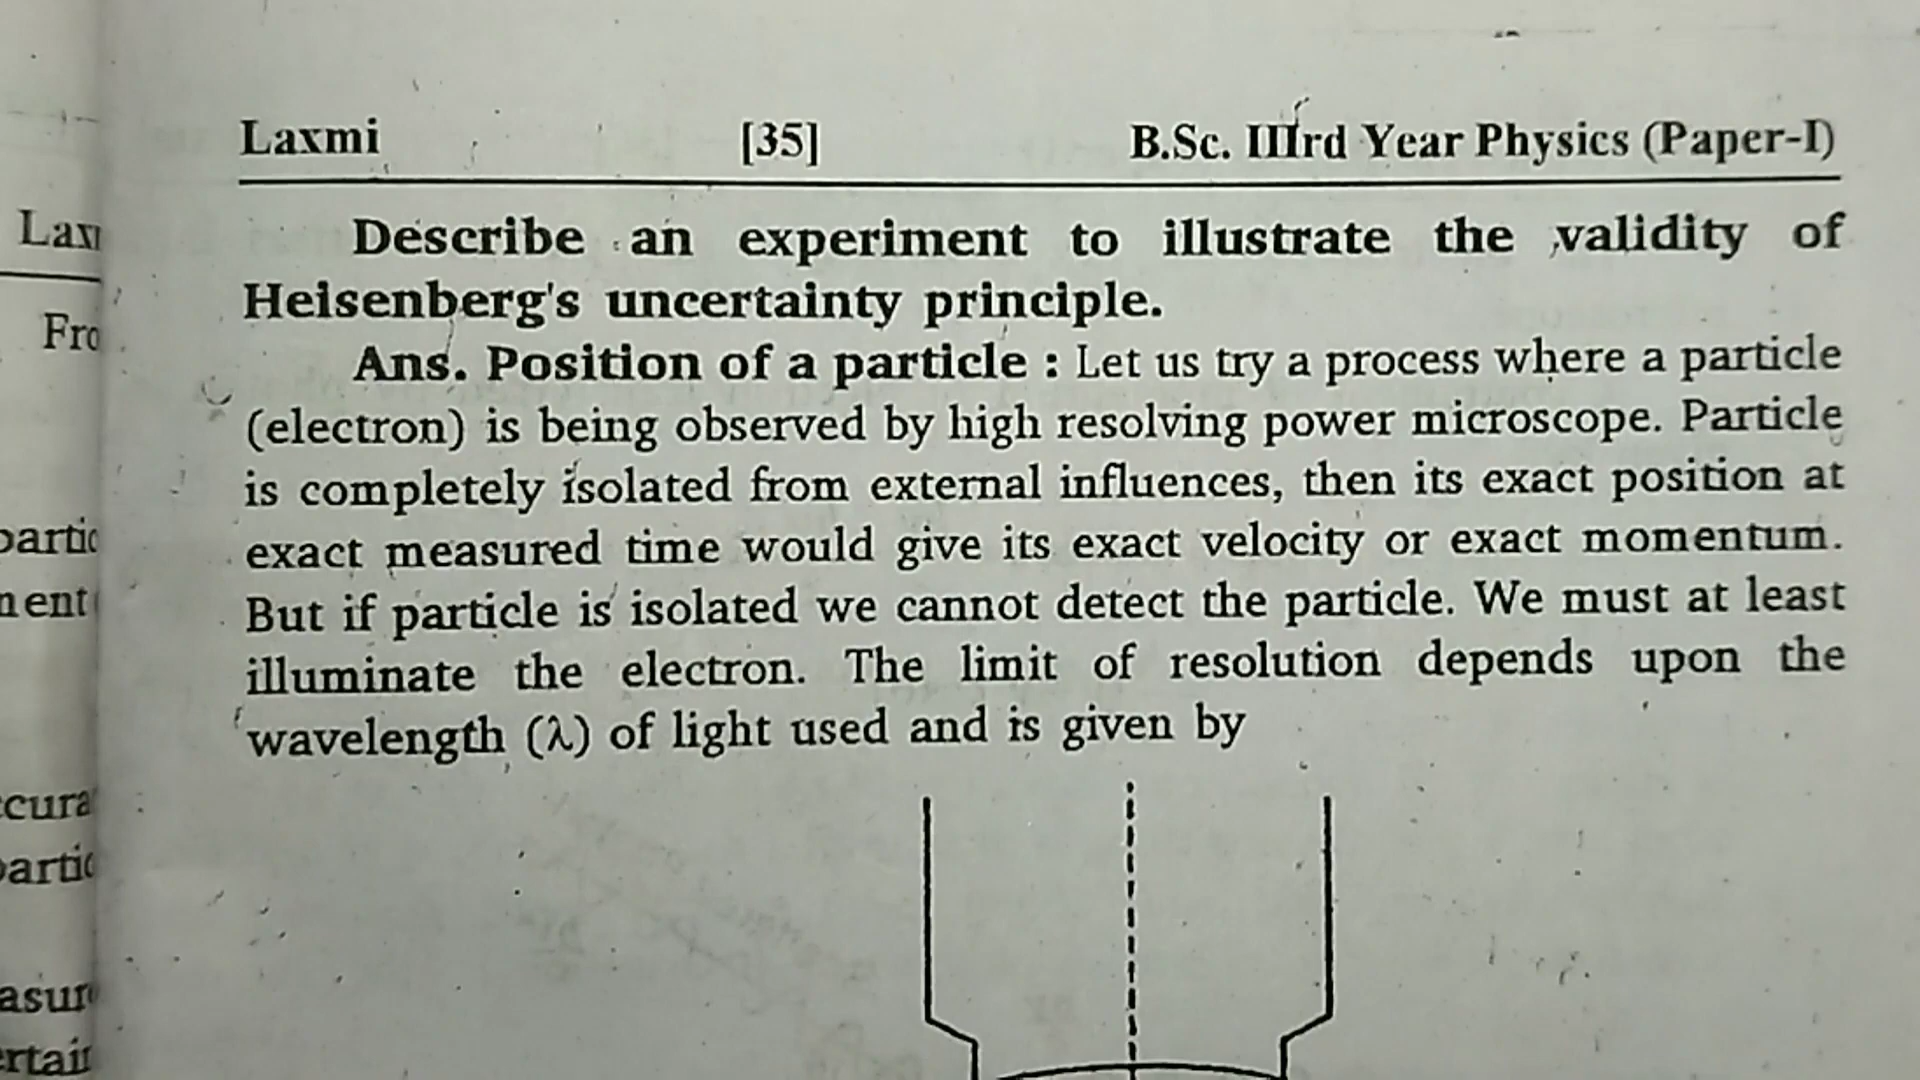 Laxmi [35] B.Sc. IIIrd Year Physics (Paper-I)
Describe an experiment to illustrate the validity of
Heisenberg's uncertainty principle.
Ans. Position of a particle : Let us try a process where a particle
(electron) is being observed by high resolving power microscope. Particle
is completely isolated from external influences, then its exact position at
exact measured time would give its exact velocity or exact momentum.
But if particle is isolated we cannot detect the particle. We must at least
illuminate the electron. The limit of resolution depends upon the
wavelength (λ) of light used and is given by